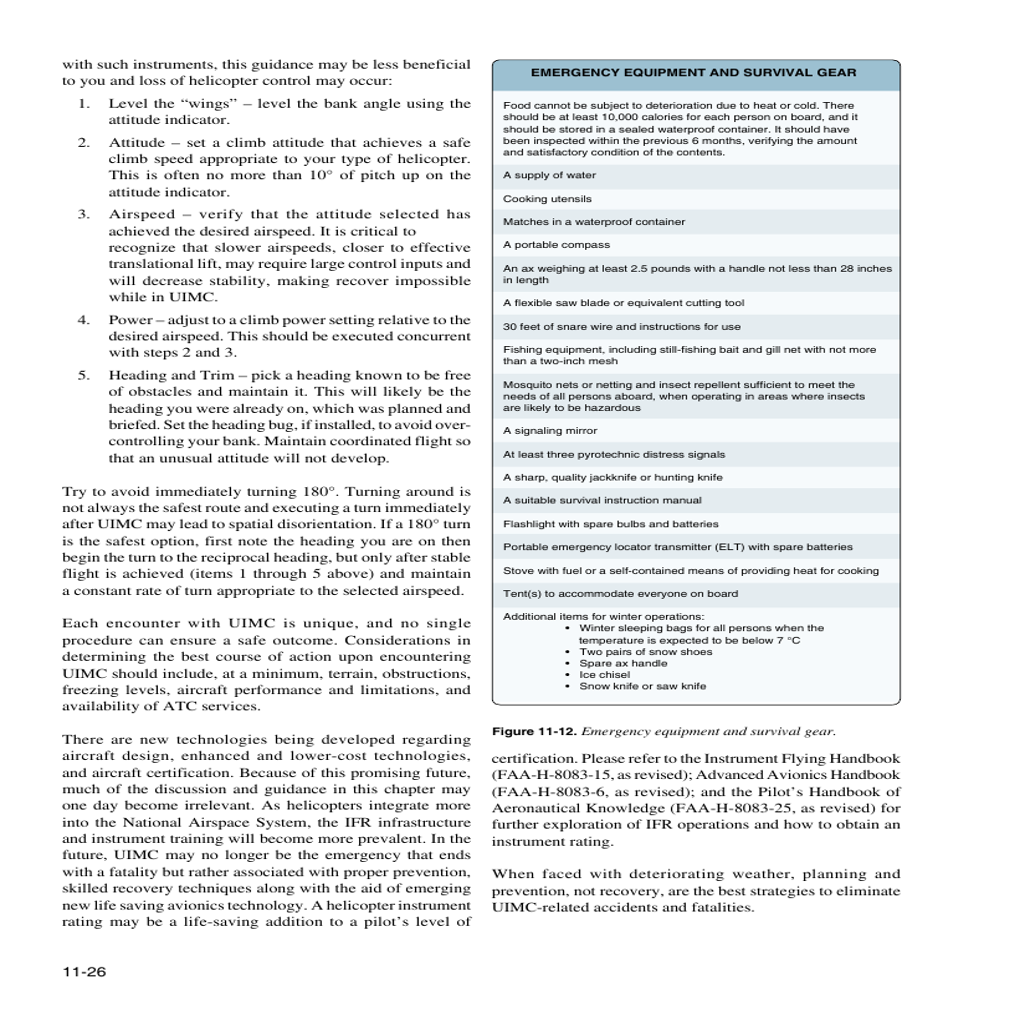 with such instruments, this guidance may be less beneficial
to you and loss of helicopter control may occur:
1. Level the “wings” – level the bank angle using the
attitude indicator.
2. Attitude – set a climb attitude that achieves a safe
climb speed appropriate to your type of helicopter.
This is often no more than 10° of pitch up on the
attitude indicator.
3. Airspeed – verify that the attitude selected has
achieved the desired airspeed. It is critical to
recognize that slower airspeeds, closer to effective
translational lift, may require large control inputs and
will decrease stability, making recover impossible
while in UIMC.
4. Power – adjust to a climb power setting relative to the
desired airspeed. This should be executed concurrent
with steps 2 and 3.
5. Heading and Trim – pick a heading known to be free
of obstacles and maintain it. This will likely be the
heading you were already on, which was planned and
briefed. Set the heading bug, if installed, to avoid over-
controlling your bank. Maintain coordinated flight so
that an unusual attitude will not develop.
Try to avoid immediately turning 180°. Turning around is
not always the safest route and executing a turn immediately
after UIMC may lead to spatial disorientation. If a 180° turn
is the safest option, first note the heading you are on then
begin the turn to the reciprocal heading, but only after stable
flight is achieved (items 1 through 5 above) and maintain
a constant rate of turn appropriate to the selected airspeed.
Each encounter with UIMC is unique, and no single
procedure can ensure a safe outcome. Considerations in
determining the best course of action upon encountering
UIMC should include, at a minimum, terrain, obstructions,
freezing levels, aircraft performance and limitations, and
availability of ATC services.
There are new technologies being developed regarding
aircraft design, enhanced and lower-cost technologies,
and aircraft certification. Because of this promising future,
much of the discussion and guidance in this chapter may
one day become irrelevant. As helicopters integrate more
into the National Airspace System, the IFR infrastructure
and instrument training will become more prevalent. In the
future, UIMC may no longer be the emergency that ends
with a fatality but rather associated with proper prevention,
skilled recovery techniques along with the aid of emerging
new life saving avionics technology. A helicopter instrument
rating may be a life-saving addition to a pilot’s level of
EMERGENCY EQUIPMENT AND SURVIVAL GEAR
Food cannot be subject to deterioration due to heat or cold. There
should be at least 10,000 calories for each person on board, and it
should be stored in a sealed waterproof container. It should have
been inspected within the previous 6 months, verifying the amount
and satisfactory condition of the contents.
A supply of water
Cooking utensils
Matches in a waterproof container
A portable compass
An ax weighing at least 2.5 pounds with a handle not less than 28 inches
in length
A flexible saw blade or equivalent cutting tool
30 feet of snare wire and instructions for use
Fishing equipment, including still-fishing bait and gill net with not more
than a two-inch mesh
Mosquito nets or netting and insect repellent sufficient to meet the
needs of all persons aboard, when operating in areas where insects
are likely to be hazardous
A signaling mirror
At least three pyrotechnic distress signals
A sharp, quality jackknife or hunting knife
A suitable survival instruction manual
Flashlight with spare bulbs and batteries
Portable emergency locator transmitter (ELT) with spare batteries
Stove with fuel or a self-contained means of providing heat for cooking
Tent(s) to accommodate everyone on board
Additional items for winter operations:
• Winter sleeping bags for all persons when the
temperature is expected to be below 7 °C
• Two pairs of snow shoes
• Spare ax handle
• Ice chisel
• Snow knife or saw knife
Figure 11-12. Emergency equipment and survival gear.
certification. Please refer to the Instrument Flying Handbook
(FAA-H-8083-15, as revised); Advanced Avionics Handbook
(FAA-H-8083-6, as revised); and the Pilot’s Handbook of
Aeronautical Knowledge (FAA-H-8083-25, as revised) for
further exploration of IFR operations and how to obtain an
instrument rating.
When faced with deteriorating weather, planning and
prevention, not recovery, are the best strategies to eliminate
UIMC-related accidents and fatalities.
11-26